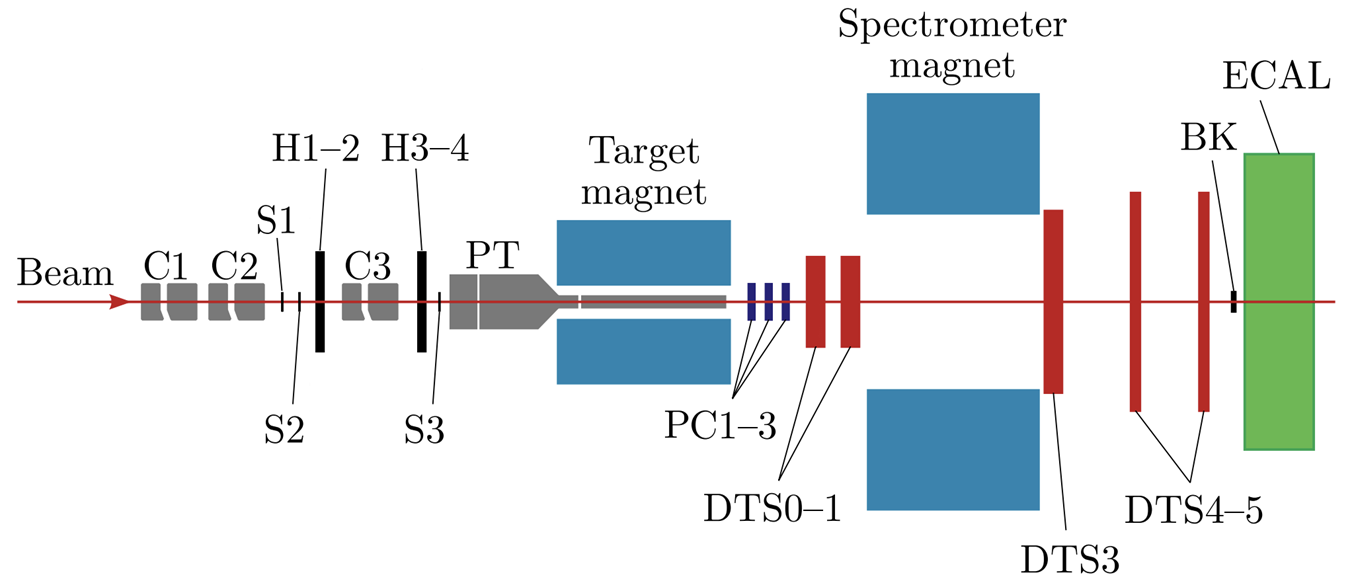 Spectrometer
magnet
ECAL
BK
H1–2 H3–4
Target
magnet
S1
Beam
C1 C2
C3
PT
S2
S3
PC1–3
DTS0–1
DTS4–5
DTS3